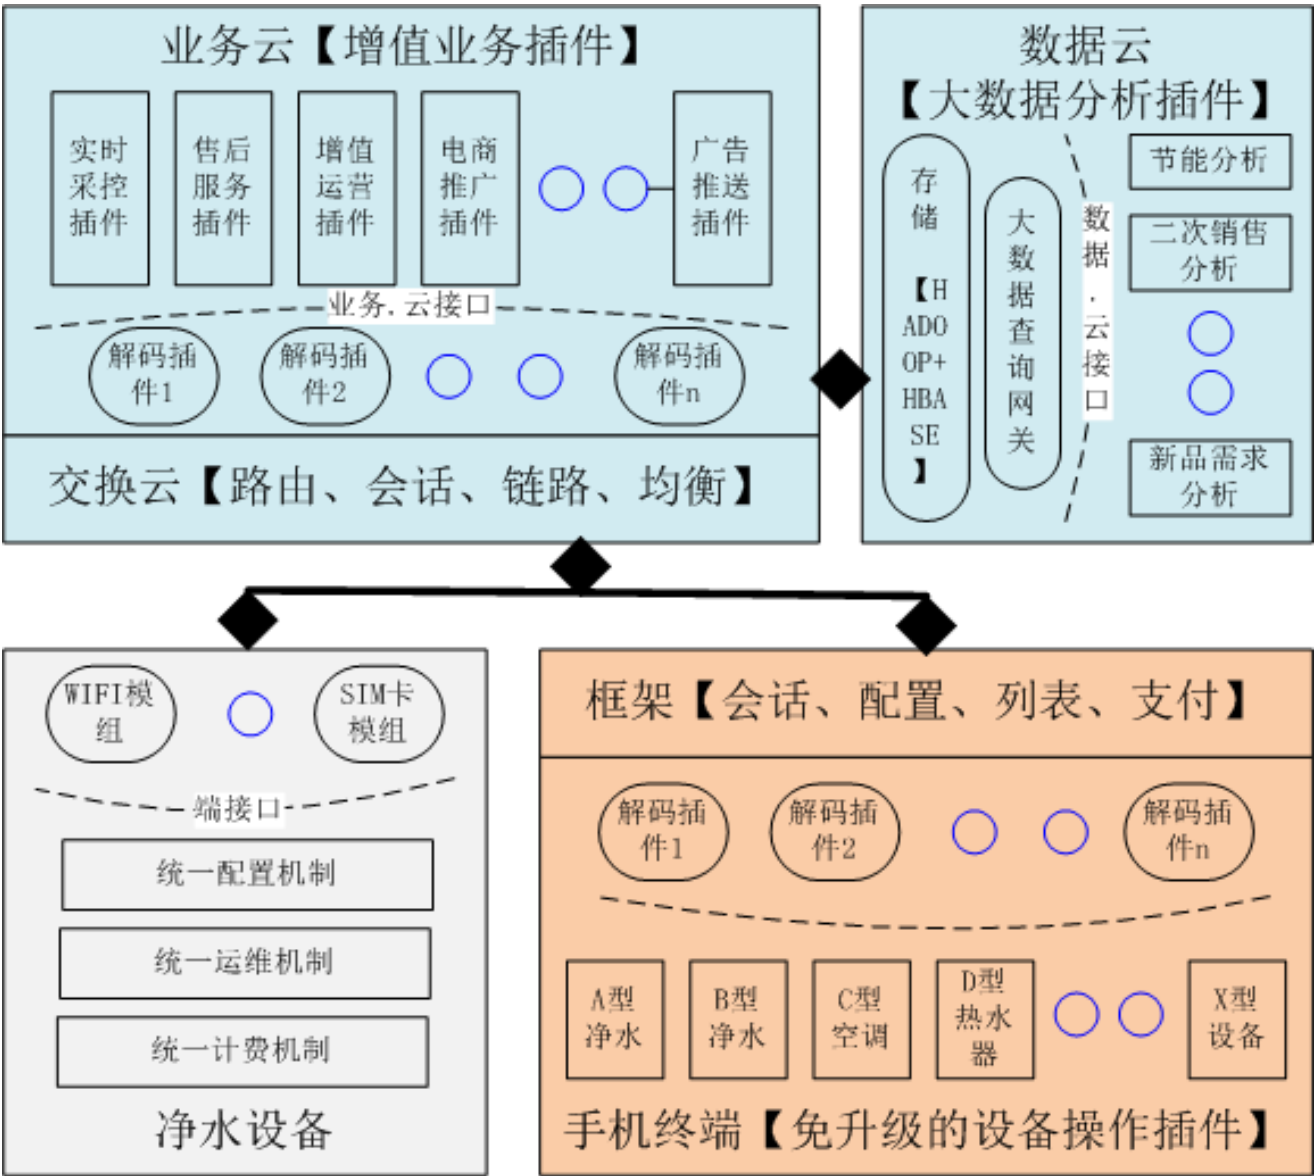 业务云【增值业务插件】
实时
采控
插件
售后
服务
插件
增值
运营
插件
电商
推广
插件
广告
推送
插件
业务.云接口
解码插
件1
解码插
件2
解码插
件n
交换云【路由、会话、链路、均衡】
数据云
【大数据分析插件】
存
储
【H
ADO
OP+
HBA
SE
】
大
数
据
查
询
网
关
数
据
.
云
接
口
节能分析
二次销售
分析
新品需求
分析
WIFI模
组
SIM卡
模组
端接口
统一配置机制
统一运维机制
统一计费机制
净水设备
框架【会话、配置、列表、支付】
解码插
件1
解码插
件2
解码插
件n
A型
净水
B型
净水
C型
空调
D型
热水
器
X型
设备
手机终端【免升级的设备操作插件】